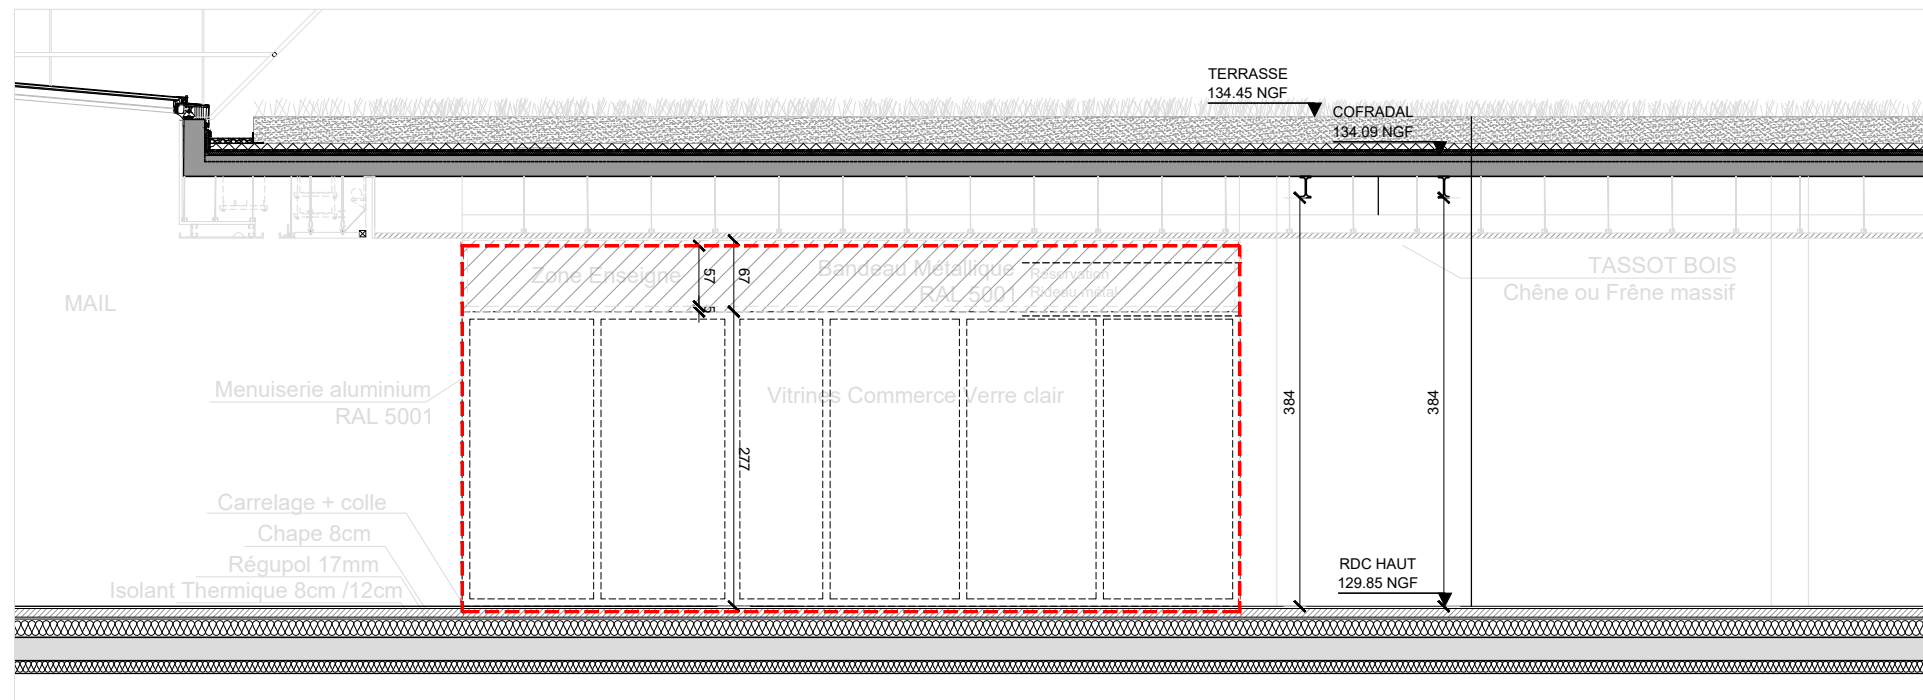 TERRASSE
134.45 NGF
COFRADAL
134.09 NGF
Zone Enseigne
57
67
5
Bandeau Métallique
RAL 5001
Réservation
Rideau métal
TASSOT BOIS
Chêne ou Frêne massif
MAIL
Menuiserie aluminium
RAL 5001
Vitrines Commerce Verre clair
384
384
277
Carrelage + colle
Chape 8cm
Régupol 17mm
Isolant Thermique 8cm /12cm
RDC HAUT
129.85 NGF